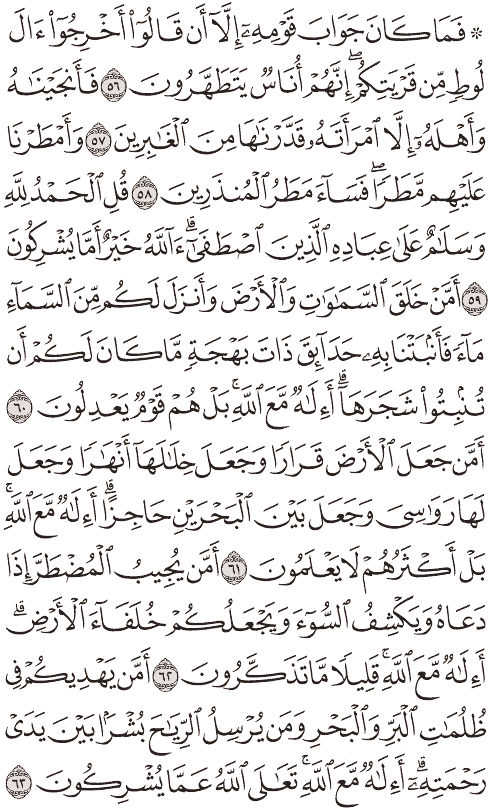 ۞ فَمَا كَانَ جَوَابَ قَوْمِهِۦٓ إِلَّآ أَن قَالُوٓا۟ أَخْرِجُوٓا۟ ءَالَ
لُوطٍ مِّن قَرْيَتِكُمْ ۖ إِنَّهُمْ أُنَاسٌ يَتَطَهَّرُونَ ٥٦ فَأَنجَيْنَٰهُ
وَأَهْلَهُۥٓ إِلَّا ٱمْرَأَتَهُۥ قَدَّرْنَٰهَا مِنَ ٱلْغَٰبِرِينَ ٥٧ وَأَمْطَرْنَا
عَلَيْهِم مَّطَرًا ۖ فَسَآءَ مَطَرُ ٱلْمُنذَرِينَ ٥٨ قُلِ ٱلْحَمْدُ لِلَّهِ
وَسَلَٰمٌ عَلَىٰ عِبَادِهِ ٱلَّذِينَ ٱصْطَفَىٰٓ ۗ ءَآللَّهُ خَيْرٌ أَمَّا يُشْرِكُونَ
٥٩ أَمَّنْ خَلَقَ ٱلسَّمَٰوَٰتِ وَٱلْأَرْضَ وَأَنزَلَ لَكُم مِّنَ ٱلسَّمَآءِ
مَآءً فَأَنۢبَتْنَا بِهِۦ حَدَآئِقَ ذَاتَ بَهْجَةٍ مَّا كَانَ لَكُمْ أَن
تُنۢبِتُوا۟ شَجَرَهَآ ۗ أَءِلَٰهٌ مَّعَ ٱللَّهِ ۚ بَلْ هُمْ قَوْمٌ يَعْدِلُونَ ٦٠
أَمَّن جَعَلَ ٱلْأَرْضَ قَرَارًا وَجَعَلَ خِلَٰلَهَآ أَنْهَٰرًا وَجَعَلَ
لَهَا رَوَٰسِىَ وَجَعَلَ بَيْنَ ٱلْبَحْرَيْنِ حَاجِزًا ۗ أَءِلَٰهٌ مَّعَ ٱللَّهِ ۚ
بَلْ أَكْثَرُهُمْ لَا يَعْلَمُونَ ٦١ أَمَّن يُجِيبُ ٱلْمُضْطَرَّ إِذَا
دَعَاهُ وَيَكْشِفُ ٱلسُّوٓءَ وَيَجْعَلُكُمْ خُلَفَآءَ ٱلْأَرْضِ ۗ
أَءِلَٰهٌ مَّعَ ٱللَّهِ ۚ قَلِيلًا مَّا تَذَكَّرُونَ ٦٢ أَمَّن يَهْدِيكُمْ فِى
ظُلُمَٰتِ ٱلْبَرِّ وَٱلْبَحْرِ وَمَن يُرْسِلُ ٱلرِّيَٰحَ بُشْرًۢا بَيْنَ يَدَىْ
رَحْمَتِهِۦٓ ۗ أَءِلَٰهٌ مَّعَ ٱللَّهِ ۚ تَعَٰلَى ٱللَّهُ عَمَّا يُشْرِكُونَ ٦٣